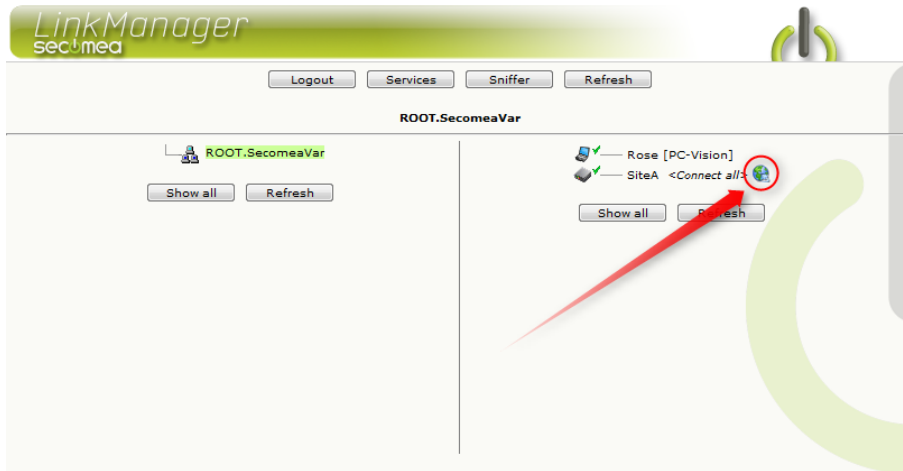 LinkManager
secomea
Logout Services Sniffer Refresh
ROOT.SecomeaVar
ROOT.SecomeaVar
Show all Refresh
Rose [PC-Vision]
SiteA <Connect all>
Show all Refresh